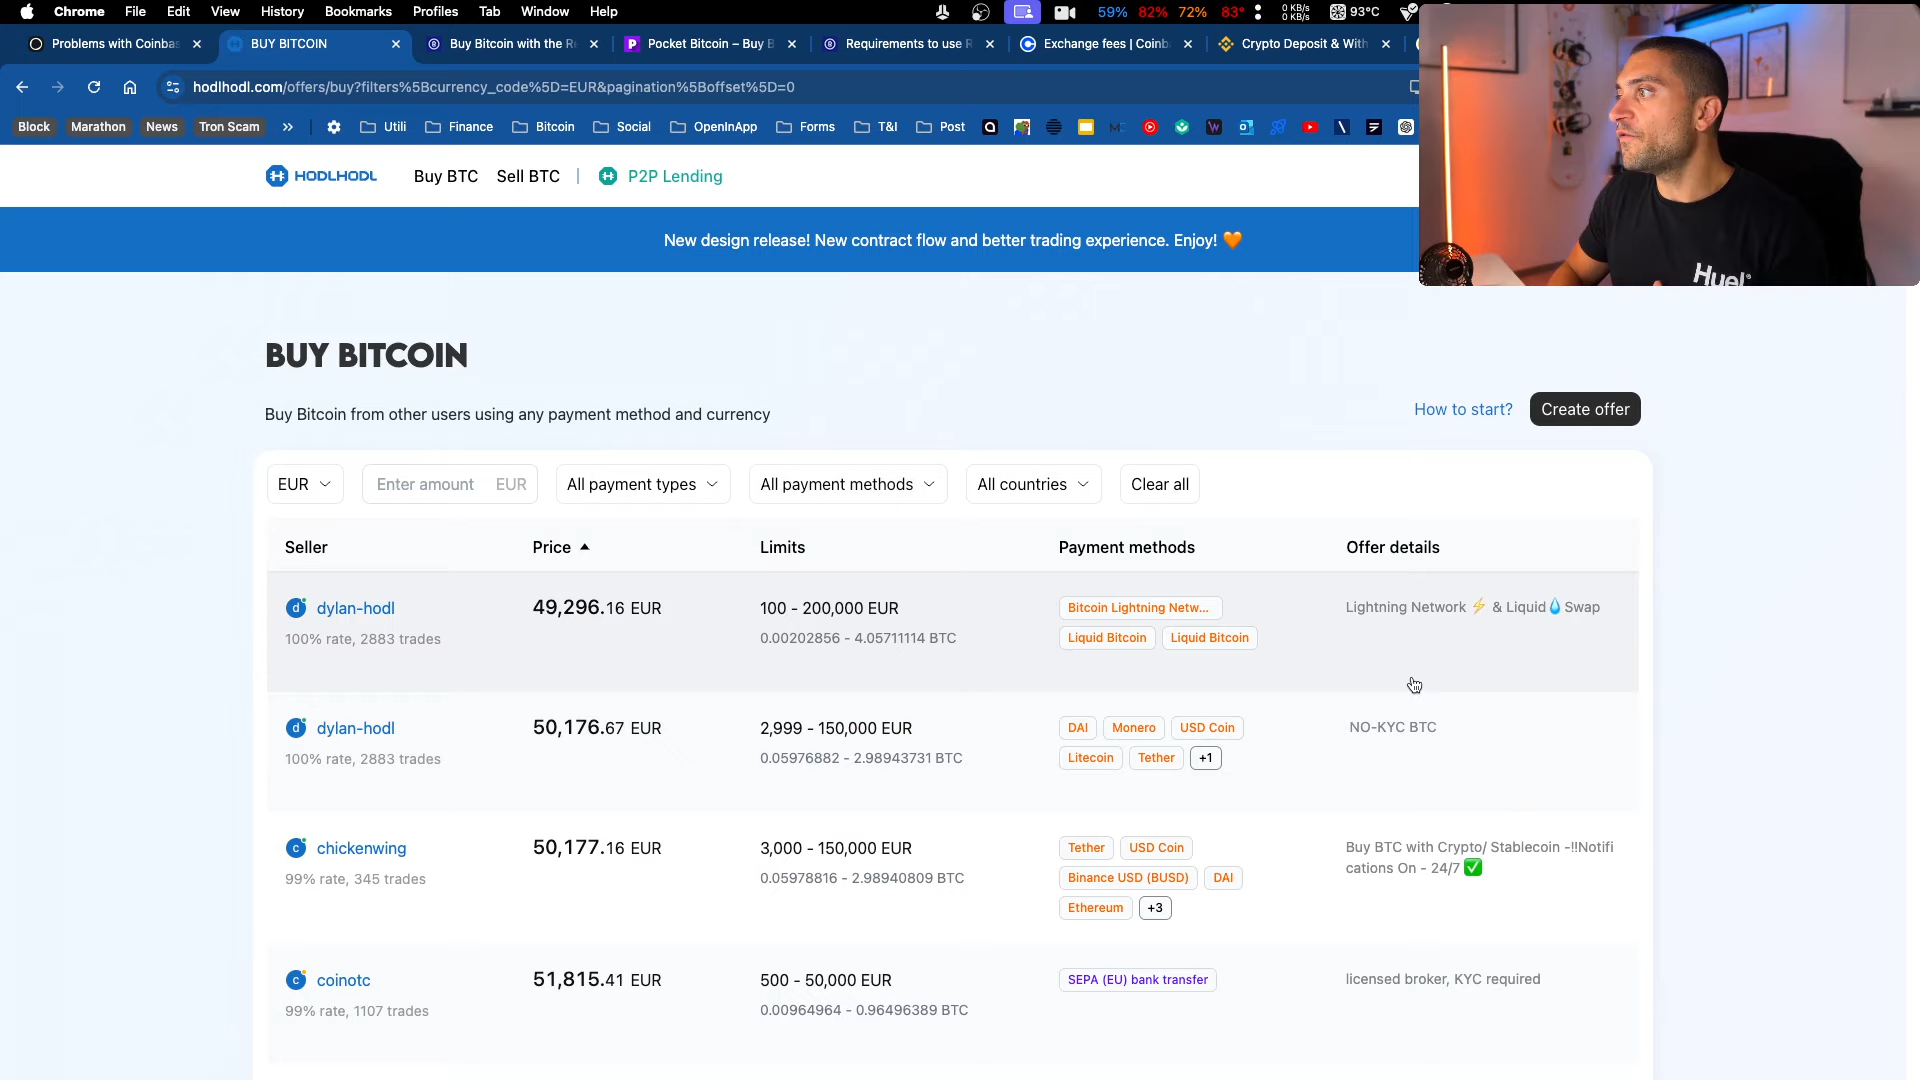 Chrome File Edit View History Bookmarks Profiles Tab Window Help 59% 82% 72% 83° 0 KB/s 0 KB/s 93°C
Problems with Coinbas BUY BITCOIN Buy Bitcoin with the R Pocket Bitcoin – Buy B Requirements to use Exchange fees | Coinb Crypto Deposit & With
hodlhodl.com/offers/buy?filters%5Bcurrency_code%5D=EUR&pagination%5Boffset%5D=0
Block Marathon News Tron Scam » Utili Finance Bitcoin Social OpenInApp Forms T&I Post
HODLHODL Buy BTC Sell BTC P2P Lending
New design release! New contract flow and better trading experience. Enjoy! 🧡
Huel®
BUY BITCOIN
Buy Bitcoin from other users using any payment method and currency
How to start? Create offer
EUR Enter amount EUR All payment types All payment methods All countries Clear all
Seller Price Limits Payment methods Offer details
dylan-hodl 49,296.16 EUR 100 - 200,000 EUR Bitcoin Lightning Netw... Lightning Network ⚡ & Liquid💧Swap
100% rate, 2883 trades 0.00202856 - 4.05711114 BTC Liquid Bitcoin Liquid Bitcoin
dylan-hodl 50,176.67 EUR 2,999 - 150,000 EUR DAI Monero USD Coin NO-KYC BTC
100% rate, 2883 trades 0.05976882 - 2.98943731 BTC Litecoin Tether +1
chickenwing 50,177.16 EUR 3,000 - 150,000 EUR Tether USD Coin Buy BTC with Crypto/ Stablecoin -!!Notifi
99% rate, 345 trades 0.05978816 - 2.98940809 BTC Binance USD (BUSD) DAI cations On - 24/7 ✅
Ethereum +3
coinotc 51,815.41 EUR 500 - 50,000 EUR SEPA (EU) bank transfer licensed broker, KYC required
99% rate, 1107 trades 0.00964964 - 0.96496389 BTC